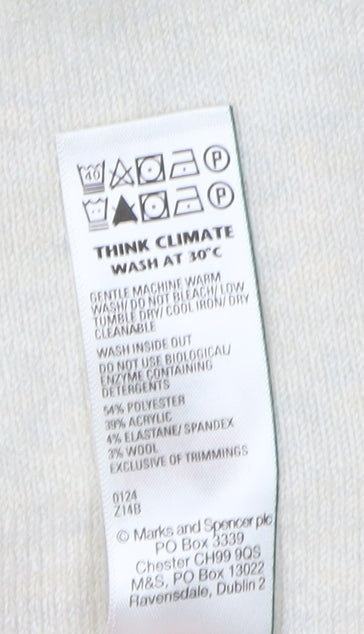 40 P
P
THINK CLIMATE
WASH AT 30°C
GENTLE MACHINE WARM
WASH/ DO NOT BLEACH/ LOW
TUMBLE DRY/ COOL IRON/ DRY
CLEANABLE
WASH INSIDE OUT
DO NOT USE BIOLOGICAL/
ENZYME CONTAINING
DETERGENTS
54% POLYESTER
39% ACRYLIC
4% ELASTANE/ SPANDEX
3% WOOL
EXCLUSIVE OF TRIMMINGS
0124
Z14B
© Marks and Spencer plc
PO Box 3339
Chester CH99 9QS
M&S, PO Box 13022
Ravensdale, Dublin 2